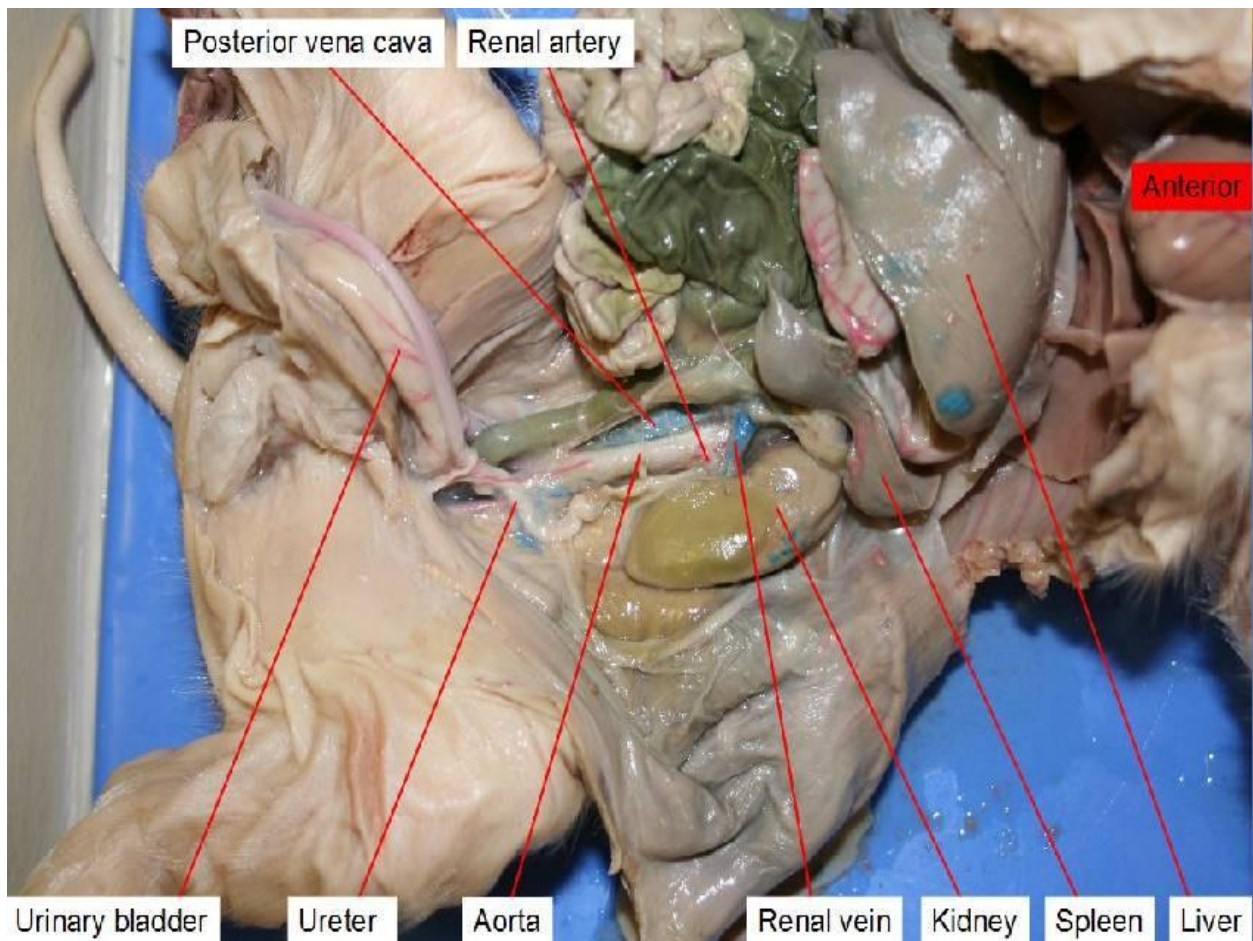 Posterior vena cava
Renal artery
Anterior
Urinary bladder
Ureter
Aorta
Renal vein
Kidney
Spleen
Liver